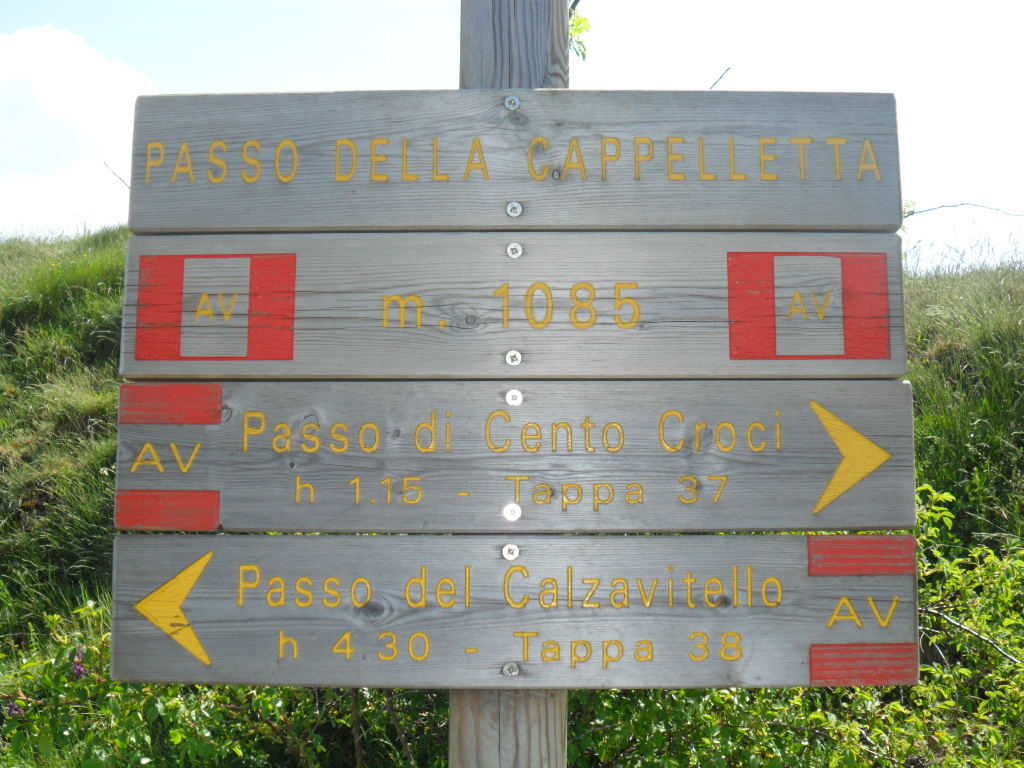 PASSO DELLA CAPPELLETTA
AV m. 1085 AV
Passo di Cento Croci
AV
h 1.15 - Tappa 37
Passo del Calzavitello
AV
h 4.30 - Tappa 38